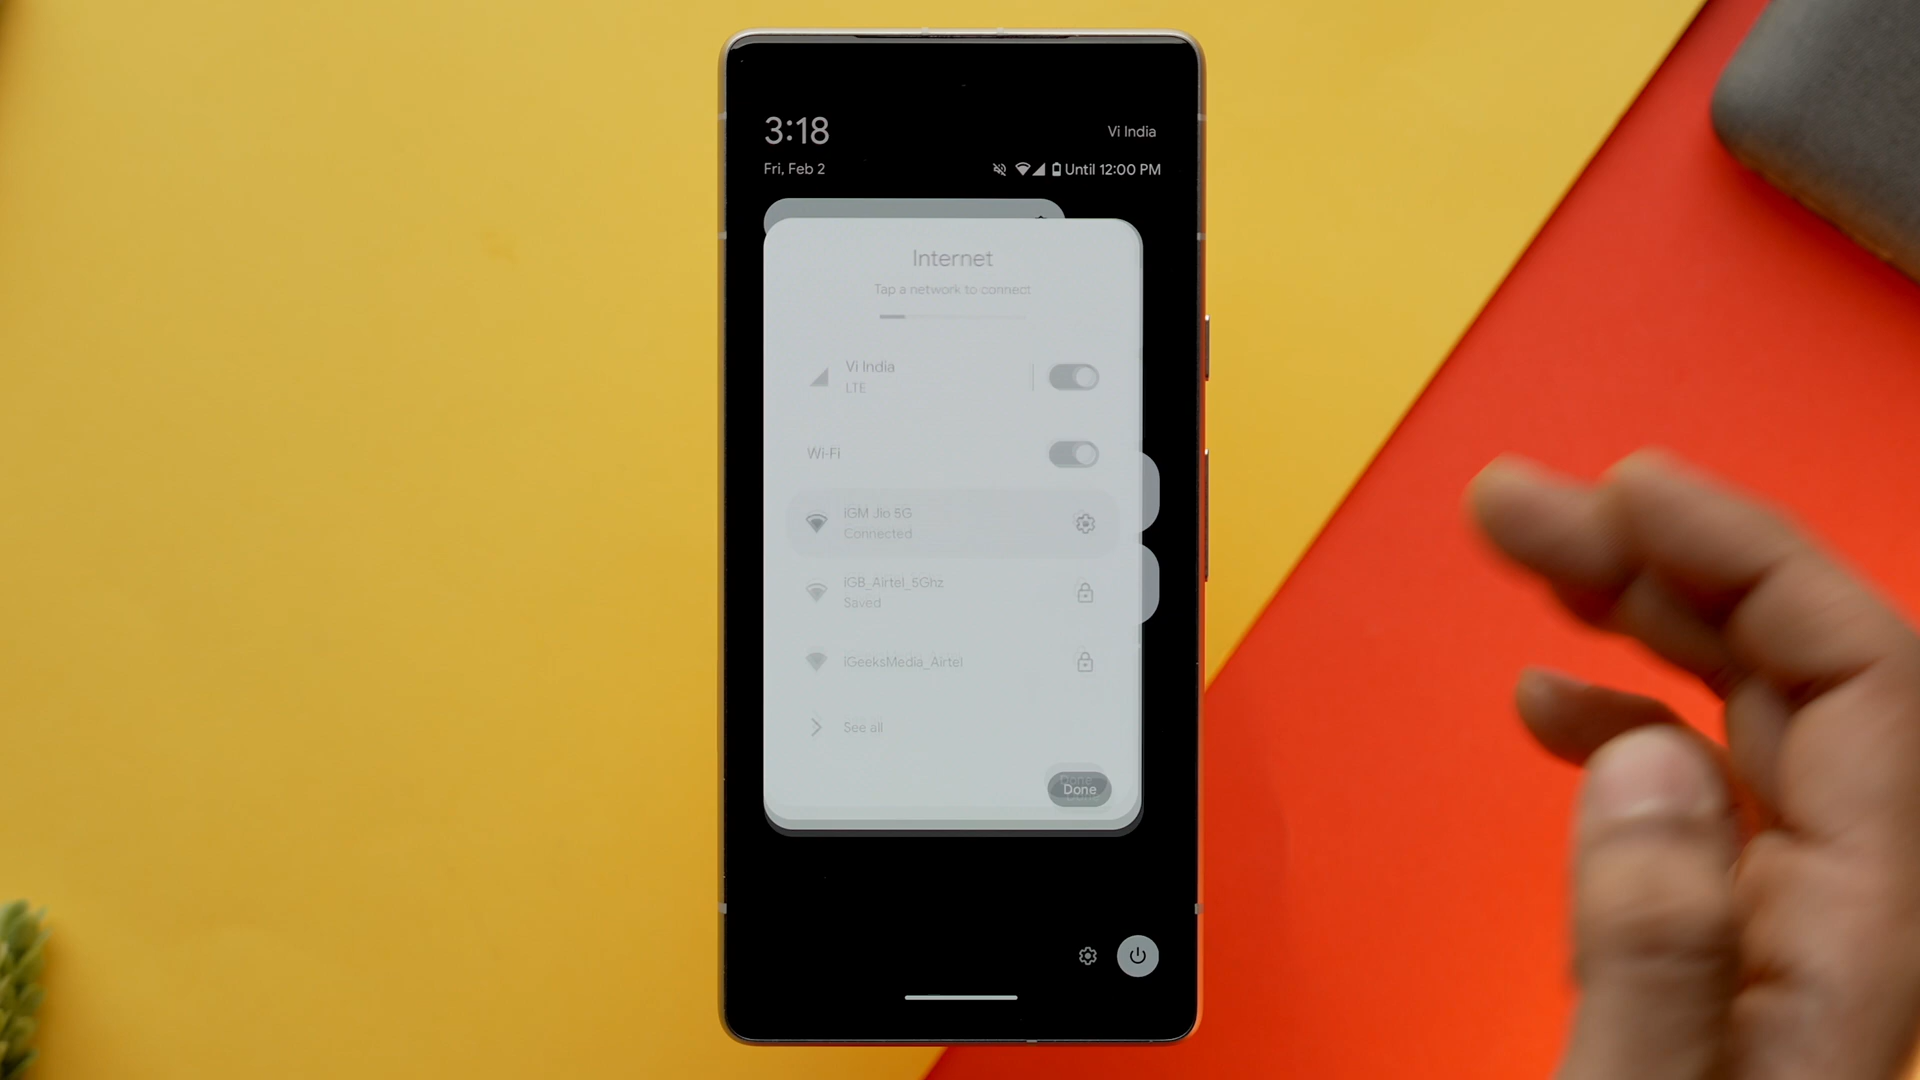 3:18
Vi India
Fri, Feb 2
Until 12:00 PM
Internet
Tap a network to connect
Vi India
LTE
Wi-Fi
iGM Jio 5G
Connected
iGB_Airtel_5Ghz
Saved
iGeeksMedia_Airtel
See all
Done